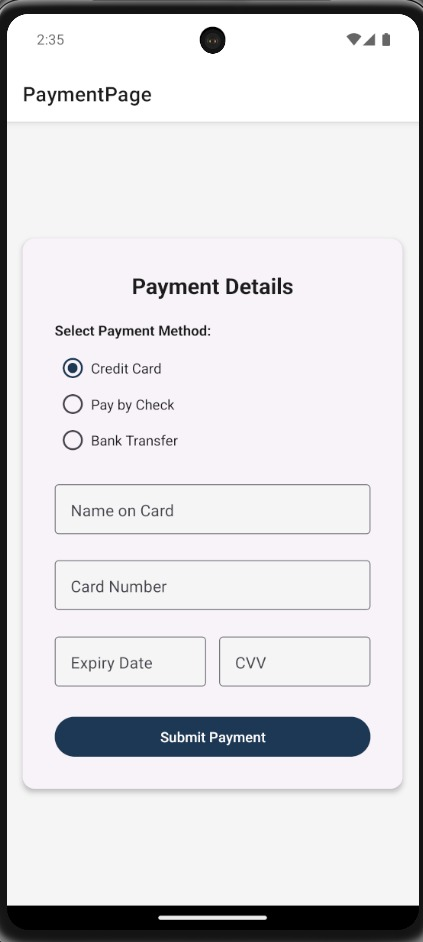 2:35
PaymentPage
Payment Details
Select Payment Method:
Credit Card
Pay by Check
Bank Transfer
Name on Card
Card Number
Expiry Date
CVV
Submit Payment